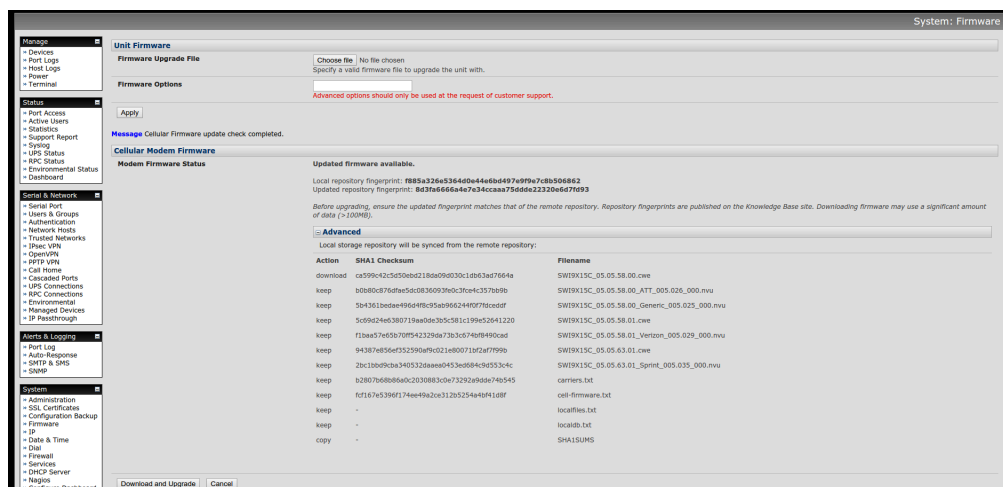 System: Firmware
Manage
» Devices
» Port Logs
» Host Logs
» Power
» Terminal
Status
» Port Access
» Active Users
» Statistics
» Support Report
» Syslog
» UPS Status
» RPC Status
» Environmental Status
» Dashboard
Serial & Network
» Serial Port
» Users & Groups
» Authentication
» Network Hosts
» Trusted Networks
» IPsec VPN
» OpenVPN
» PPTP VPN
» Call Home
» Cascaded Ports
» UPS Connections
» RPC Connections
» Environmental
» Managed Devices
» IP Passthrough
Alerts & Logging
» Port Log
» Auto-Response
» SMTP & SMS
» SNMP
System
» Administration
» SSL Certificates
» Configuration Backup
» Firmware
» IP
» Date & Time
» Dial
» Firewall
» Services
» DHCP Server
» Nagios
» Configure Dashboard
Unit Firmware
Firmware Upgrade File
Choose file No file chosen
Specify a valid firmware file to upgrade the unit with.
Firmware Options
Advanced options should only be used at the request of customer support.
Apply
Message Cellular Firmware update check completed.
Cellular Modem Firmware
Modem Firmware Status
Updated firmware available.
Local repository fingerprint: f885a326e5364d0e44e6bd497e9f9e7c8b506862
Updated repository fingerprint: 8d3fa6666a4e7e34ccaaa75ddde22320e6d7fd93
Before upgrading, ensure the updated fingerprint matches that of the remote repository. Repository fingerprints are published on the Knowledge Base site. Downloading firmware may use a significant amount
of data (>100MB).
Advanced
Local storage repository will be synced from the remote repository:
Action SHA1 Checksum Filename
download ca599c42c5d50ebd218da09d030c1db63ad7664a SWI9X15C_05.05.58.00.cwe
keep b0b80c876dfae5dc0836093fe0c3fce4c357bb9b SWI9X15C_05.05.58.00_ATT_005.026_000.nvu
keep 5b4361bedae496d4f8c95ab966244f0f7fdceddf SWI9X15C_05.05.58.00_Generic_005.025_000.nvu
keep 5c69d24e6380719aa0de3b5c581c199e52641220 SWI9X15C_05.05.58.01.cwe
keep f1baa57e65b70ff542329da73b3c674bf8490cad SWI9X15C_05.05.58.01_Verizon_005.029_000.nvu
keep 94387e856ef352590af9c021e80071bf2af7f99b SWI9X15C_05.05.63.01.cwe
keep 2bc1bbd9cba340532daaea0453ed684c9d553c4c SWI9X15C_05.05.63.01_Sprint_005.035_000.nvu
keep b2807b68b86a0c2030883c0e73292a9dde74b545 carriers.txt
keep fcf167e5396f174ee49a2ce312b5254a4bf41d8f cell-firmware.txt
keep - localfiles.txt
keep - localdb.txt
copy - SHA1SUMS
Download and Upgrade Cancel